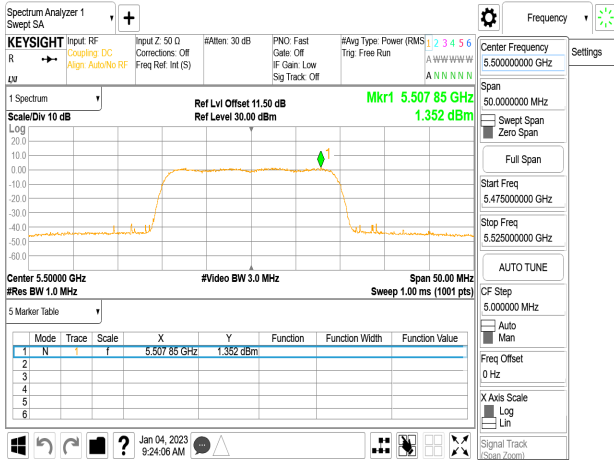 Spectrum Analyzer 1
Swept SA
Frequency
Settings
KEYSIGHT
R
LXI
Input: RF
Coupling: DC
Align: Auto/No RF
Input Z: 50 Ω
Corrections: Off
Freq Ref: Int (S)
#Atten: 30 dB
PNO: Fast
Gate: Off
IF Gain: Low
Sig Track: Off
#Avg Type: Power (RMS
Trig: Free Run
1 2 3 4 5 6
A W W W W W
A N N N N N
1 Spectrum
Scale/Div 10 dB
Ref Lvl Offset 11.50 dB
Ref Level 30.00 dBm
Mkr1 5.507 85 GHz
1.352 dBm
Log
20.0
10.0
0.00
-10.0
-20.0
-30.0
-40.0
-50.0
-60.0
1
Center 5.50000 GHz
#Res BW 1.0 MHz
#Video BW 3.0 MHz
Span 50.00 MHz
Sweep 1.00 ms (1001 pts)
5 Marker Table
Mode Trace Scale X Y Function Function Width Function Value
1 N 1 f 5.507 85 GHz 1.352 dBm
2
3
4
5
6
Jan 04, 2023
9:24:06 AM
Center Frequency
5.500000000 GHz
Span
50.0000000 MHz
Swept Span
Zero Span
Full Span
Start Freq
5.475000000 GHz
Stop Freq
5.525000000 GHz
AUTO TUNE
CF Step
5.000000 MHz
Auto
Man
Freq Offset
0 Hz
X Axis Scale
Log
Lin
Signal Track
(Span Zoom)